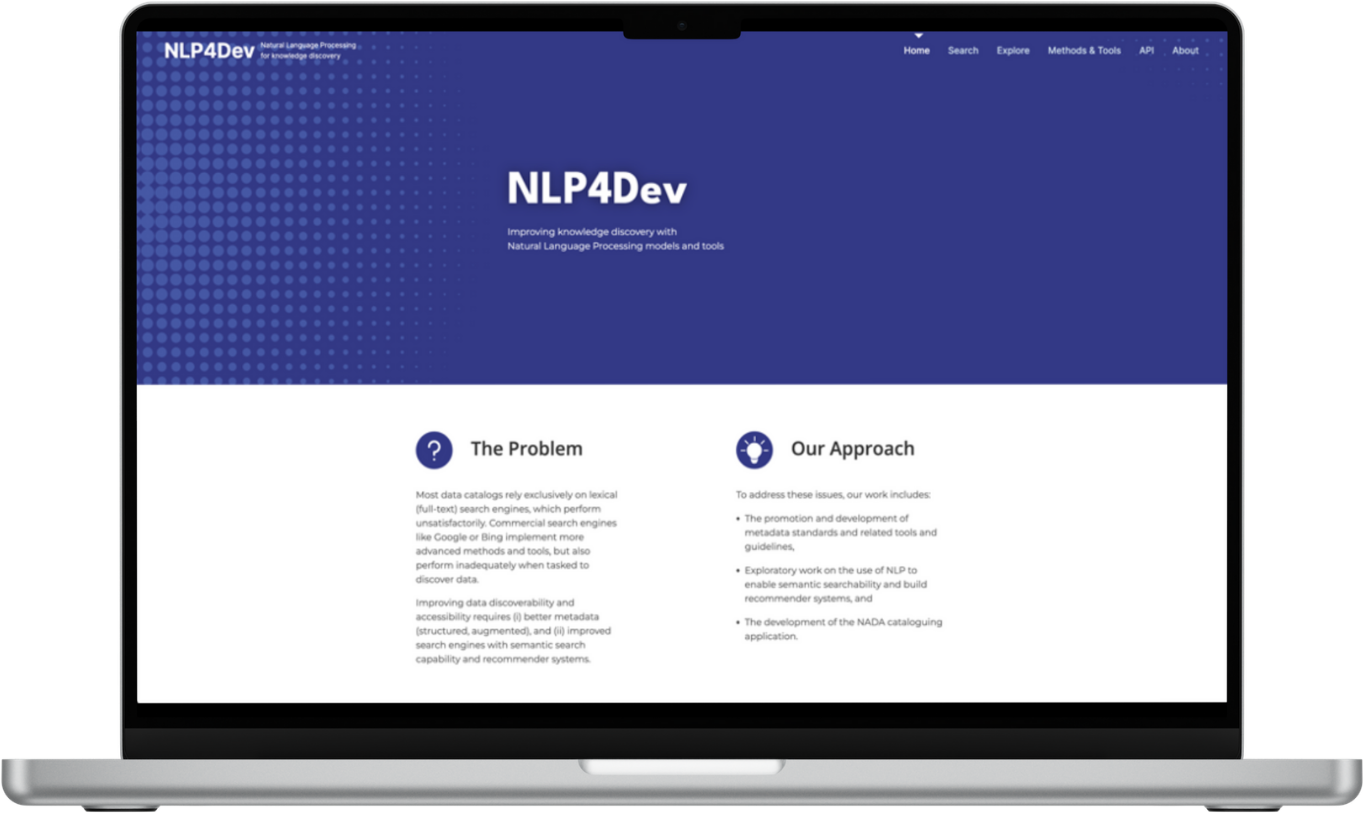 NLP4Dev Natural Language Processing
for knowledge discovery
Home Search Explore Methods & Tools API About
NLP4Dev
Improving knowledge discovery with
Natural Language Processing models and tools
The Problem
Most data catalogs rely exclusively on lexical
(full-text) search engines, which perform
unsatisfactorily. Commercial search engines
like Google or Bing implement more
advanced methods and tools, but also
perform inadequately when tasked to
discover data.
Improving data discoverability and
accessibility requires (i) better metadata
(structured, augmented), and (ii) improved
search engines with semantic search
capability and recommender systems.
Our Approach
To address these issues, our work includes:
• The promotion and development of
metadata standards and related tools and
guidelines,
• Exploratory work on the use of NLP to
enable semantic searchability and build
recommender systems, and
• The development of the NADA cataloguing
application.